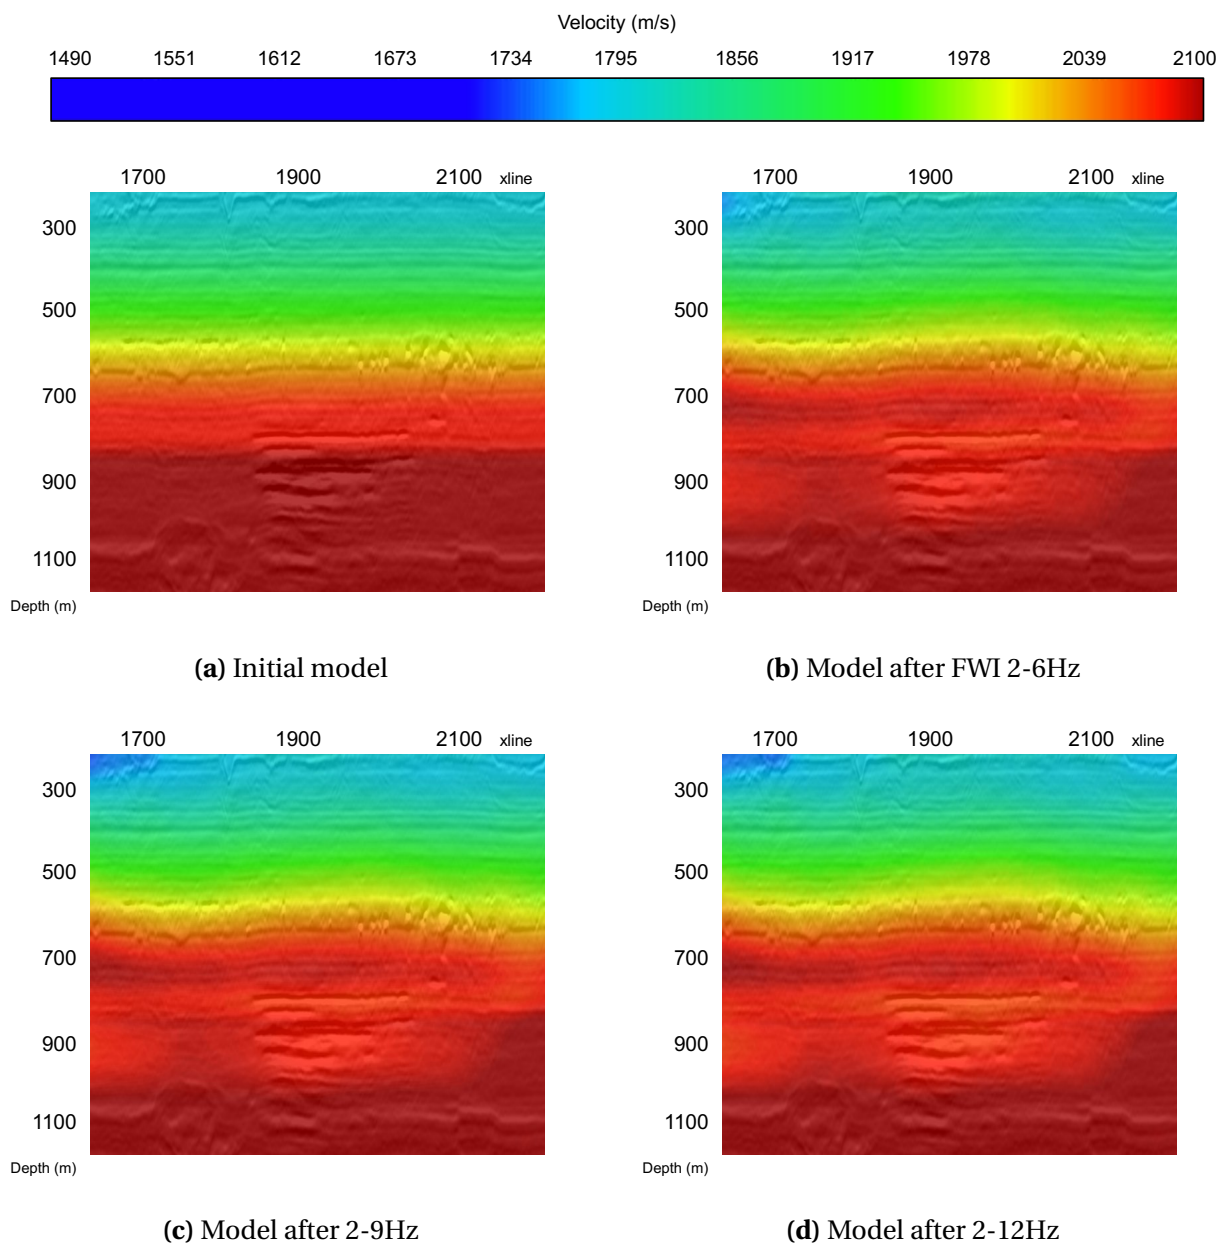 Velocity (m/s)
1490 1551 1612 1673 1734 1795 1856 1917 1978 2039 2100
1700 1900 2100 xline
300
500
700
900
1100
Depth (m)
(a) Initial model
1700 1900 2100 xline
300
500
700
900
1100
Depth (m)
(b) Model after FWI 2-6Hz
1700 1900 2100 xline
300
500
700
900
1100
Depth (m)
(c) Model after 2-9Hz
1700 1900 2100 xline
300
500
700
900
1100
Depth (m)
(d) Model after 2-12Hz